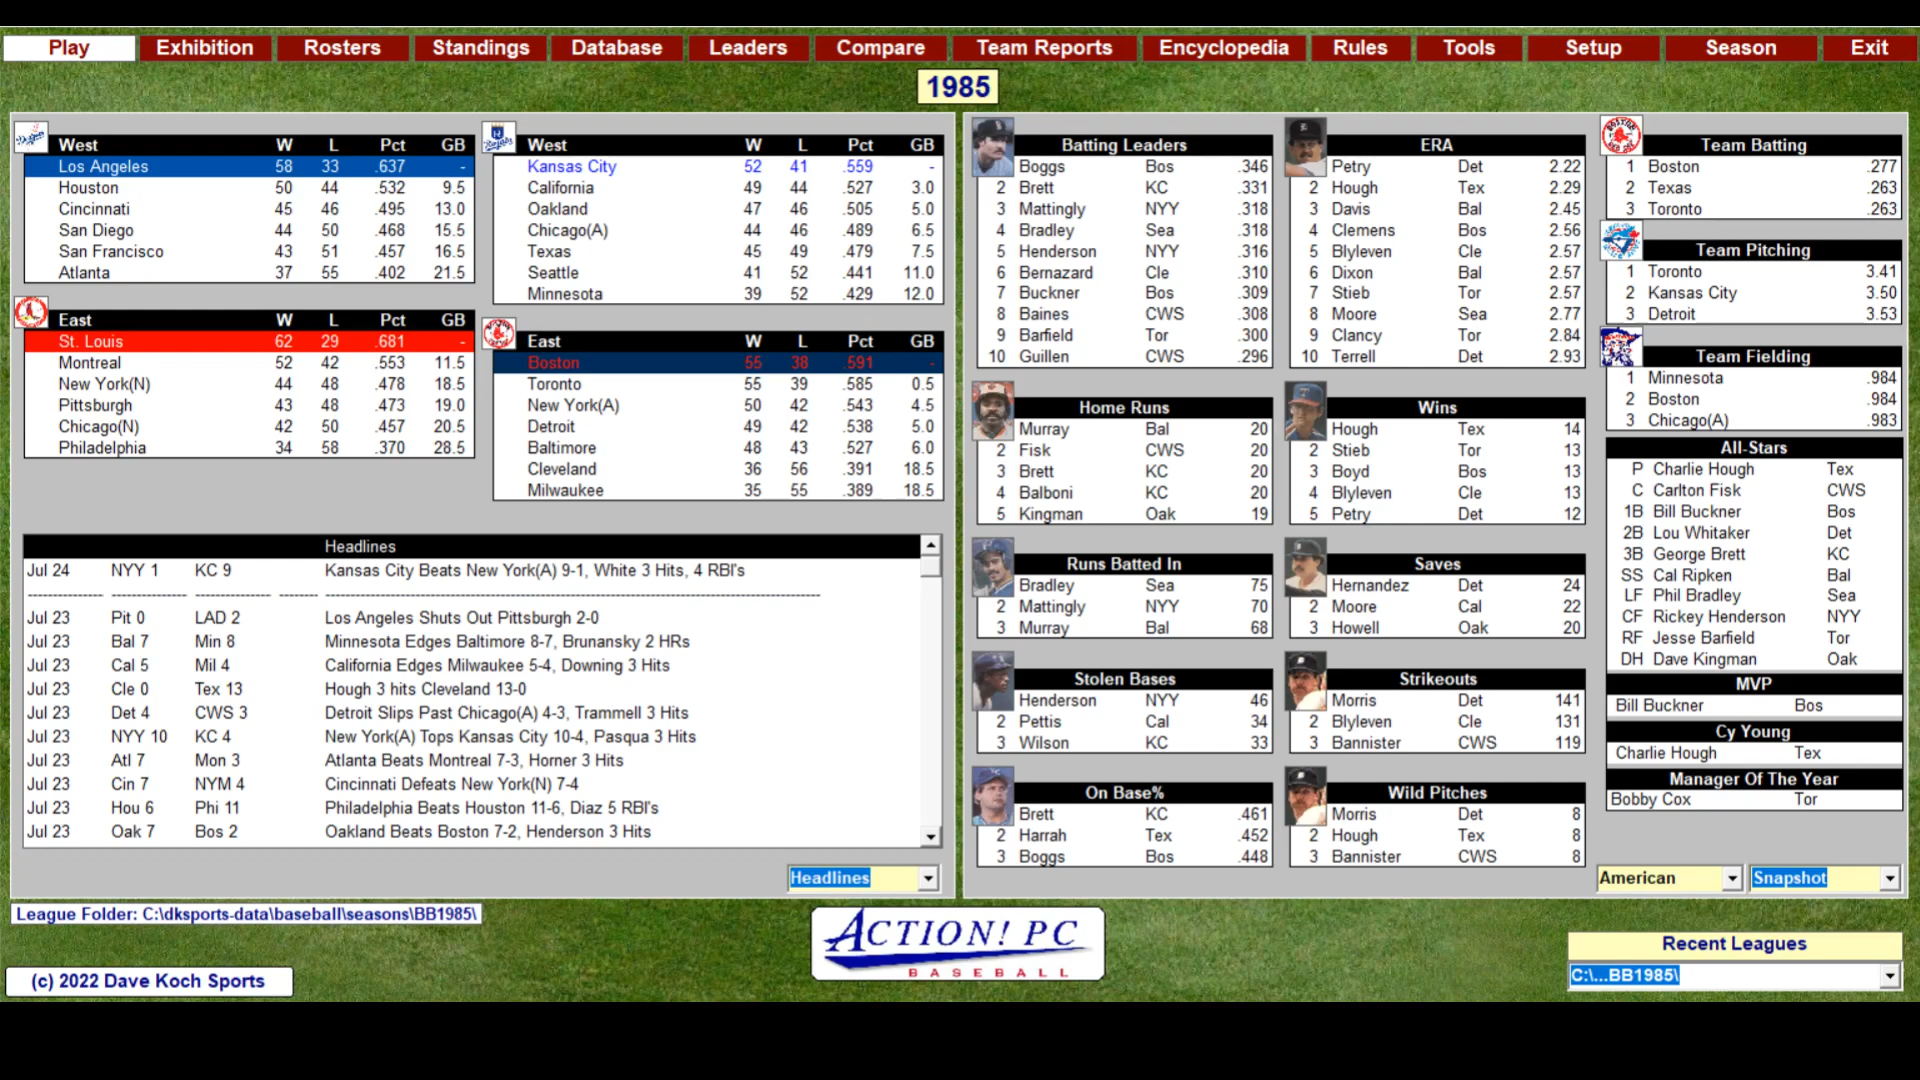 Play Exhibition Rosters Standings Database Leaders Compare Team Reports Encyclopedia Rules Tools Setup Season Exit
1985
West W L Pct GB
Los Angeles 58 33 .637 -
Houston 50 44 .532 9.5
Cincinnati 45 46 .495 13.0
San Diego 44 50 .468 15.5
San Francisco 43 51 .457 16.5
Atlanta 37 55 .402 21.5
East W L Pct GB
St. Louis 62 29 .681 -
Montreal 52 42 .553 11.5
New York(N) 44 48 .478 18.5
Pittsburgh 43 48 .473 19.0
Chicago(N) 42 50 .457 20.5
Philadelphia 34 58 .370 28.5
West W L Pct GB
Kansas City 52 41 .559 -
California 49 44 .527 3.0
Oakland 47 46 .505 5.0
Chicago(A) 44 46 .489 6.5
Texas 45 49 .479 7.5
Seattle 41 52 .441 11.0
Minnesota 39 52 .429 12.0
East W L Pct GB
Boston 55 38 .591 -
Toronto 55 39 .585 0.5
New York(A) 50 42 .543 4.5
Detroit 49 42 .538 5.0
Baltimore 48 43 .527 6.0
Cleveland 36 56 .391 18.5
Milwaukee 35 55 .389 18.5
Headlines
Jul 24 NYY 1 KC 9 Kansas City Beats New York(A) 9-1, White 3 Hits, 4 RBI's
Jul 23 Pit 0 LAD 2 Los Angeles Shuts Out Pittsburgh 2-0
Jul 23 Bal 7 Min 8 Minnesota Edges Baltimore 8-7, Brunansky 2 HRs
Jul 23 Cal 5 Mil 4 California Edges Milwaukee 5-4, Downing 3 Hits
Jul 23 Cle 0 Tex 13 Hough 3 hits Cleveland 13-0
Jul 23 Det 4 CWS 3 Detroit Slips Past Chicago(A) 4-3, Trammell 3 Hits
Jul 23 NYY 10 KC 4 New York(A) Tops Kansas City 10-4, Pasqua 3 Hits
Jul 23 Atl 7 Mon 3 Atlanta Beats Montreal 7-3, Horner 3 Hits
Jul 23 Cin 7 NYM 4 Cincinnati Defeats New York(N) 7-4
Jul 23 Hou 6 Phi 11 Philadelphia Beats Houston 11-6, Diaz 5 RBI's
Jul 23 Oak 7 Bos 2 Oakland Beats Boston 7-2, Henderson 3 Hits
Headlines
Batting Leaders
Boggs Bos .346
2 Brett KC .331
3 Mattingly NYY .318
4 Bradley Sea .318
5 Henderson NYY .316
6 Bernazard Cle .310
7 Buckner Bos .309
8 Baines CWS .308
9 Barfield Tor .300
10 Guillen CWS .296
Home Runs
Murray Bal 20
2 Fisk CWS 20
3 Brett KC 20
4 Balboni KC 20
5 Kingman Oak 19
Runs Batted In
Bradley Sea 75
2 Mattingly NYY 70
3 Murray Bal 68
Stolen Bases
Henderson NYY 46
2 Pettis Cal 34
3 Wilson KC 33
On Base%
Brett KC .461
2 Harrah Tex .452
3 Boggs Bos .448
ERA
Petry Det 2.22
2 Hough Tex 2.29
3 Davis Bal 2.45
4 Clemens Bos 2.56
5 Blyleven Cle 2.57
6 Dixon Bal 2.57
7 Stieb Tor 2.57
8 Moore Sea 2.77
9 Clancy Tor 2.84
10 Terrell Det 2.93
Wins
Hough Tex 14
2 Stieb Tor 13
3 Boyd Bos 13
4 Blyleven Cle 13
5 Petry Det 12
Saves
Hernandez Det 24
2 Moore Cal 22
3 Howell Oak 20
Strikeouts
Morris Det 141
2 Blyleven Cle 131
3 Bannister CWS 119
Wild Pitches
Morris Det 8
2 Hough Tex 8
3 Bannister CWS 8
Team Batting
1 Boston .277
2 Texas .263
3 Toronto .263
Team Pitching
1 Toronto 3.41
2 Kansas City 3.50
3 Detroit 3.53
Team Fielding
1 Minnesota .984
2 Boston .984
3 Chicago(A) .983
All-Stars
P Charlie Hough Tex
C Carlton Fisk CWS
1B Bill Buckner Bos
2B Lou Whitaker Det
3B George Brett KC
SS Cal Ripken Bal
LF Phil Bradley Sea
CF Rickey Henderson NYY
RF Jesse Barfield Tor
DH Dave Kingman Oak
MVP
Bill Buckner Bos
Cy Young
Charlie Hough Tex
Manager Of The Year
Bobby Cox Tor
American Snapshot
League Folder: C:\dksports-data\baseball\seasons\BB1985\
ACTION! PC
BASEBALL
(c) 2022 Dave Koch Sports
Recent Leagues
C:\...BB1985\